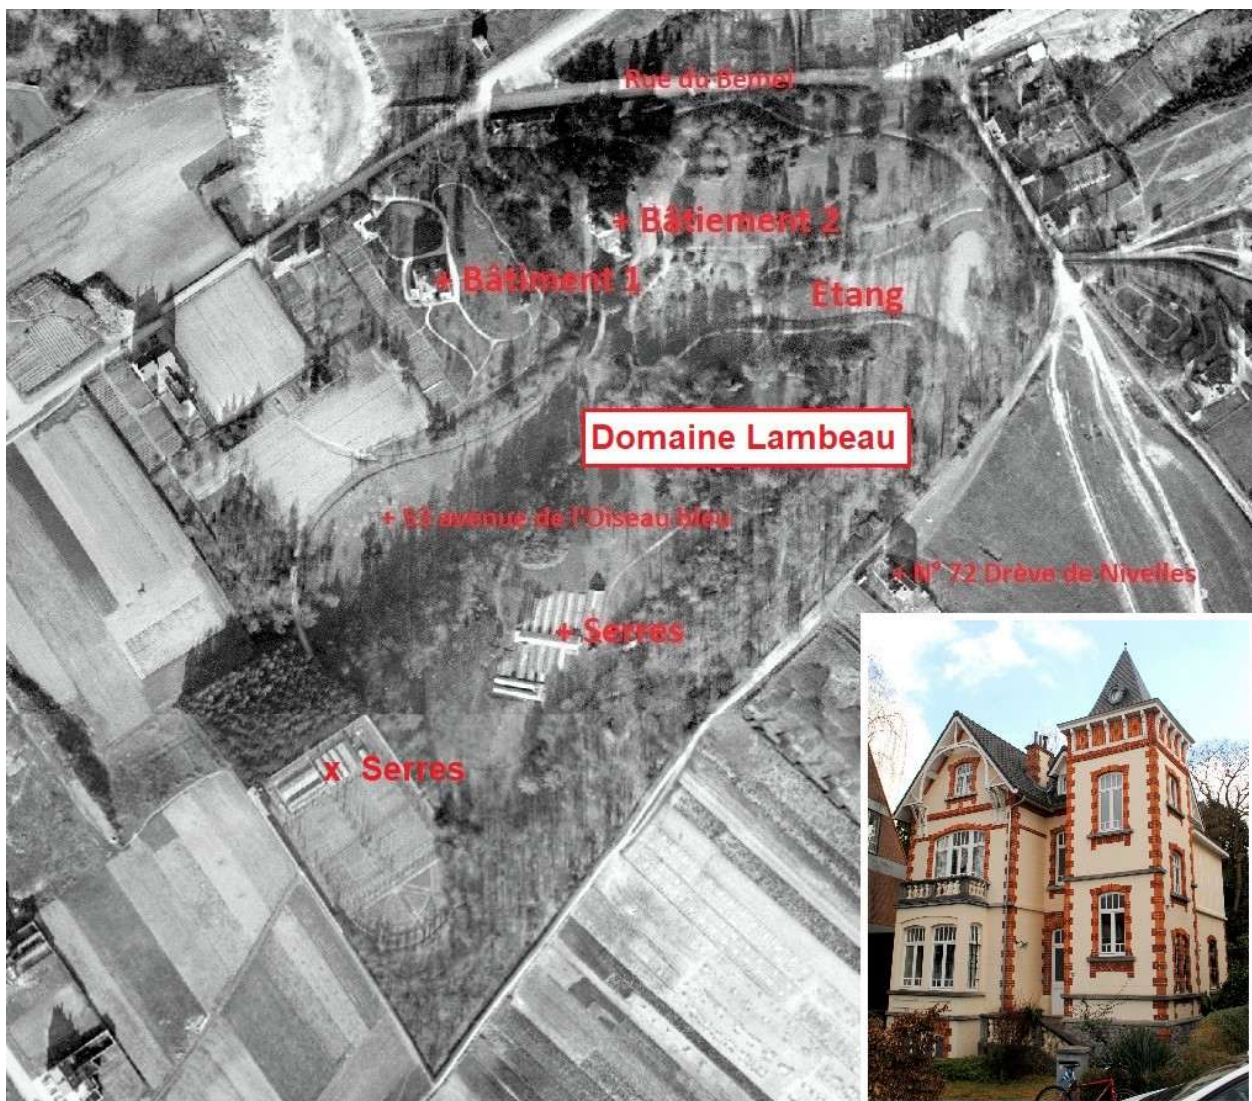 Rue du Bemel
+ Bâtiement 2
+ Bâtiment 1
Etang
Domaine Lambeau
+ 53 avenue de l'Oiseau bleu
+ N° 72 Drève de Nivelles
+ Serres
x Serres